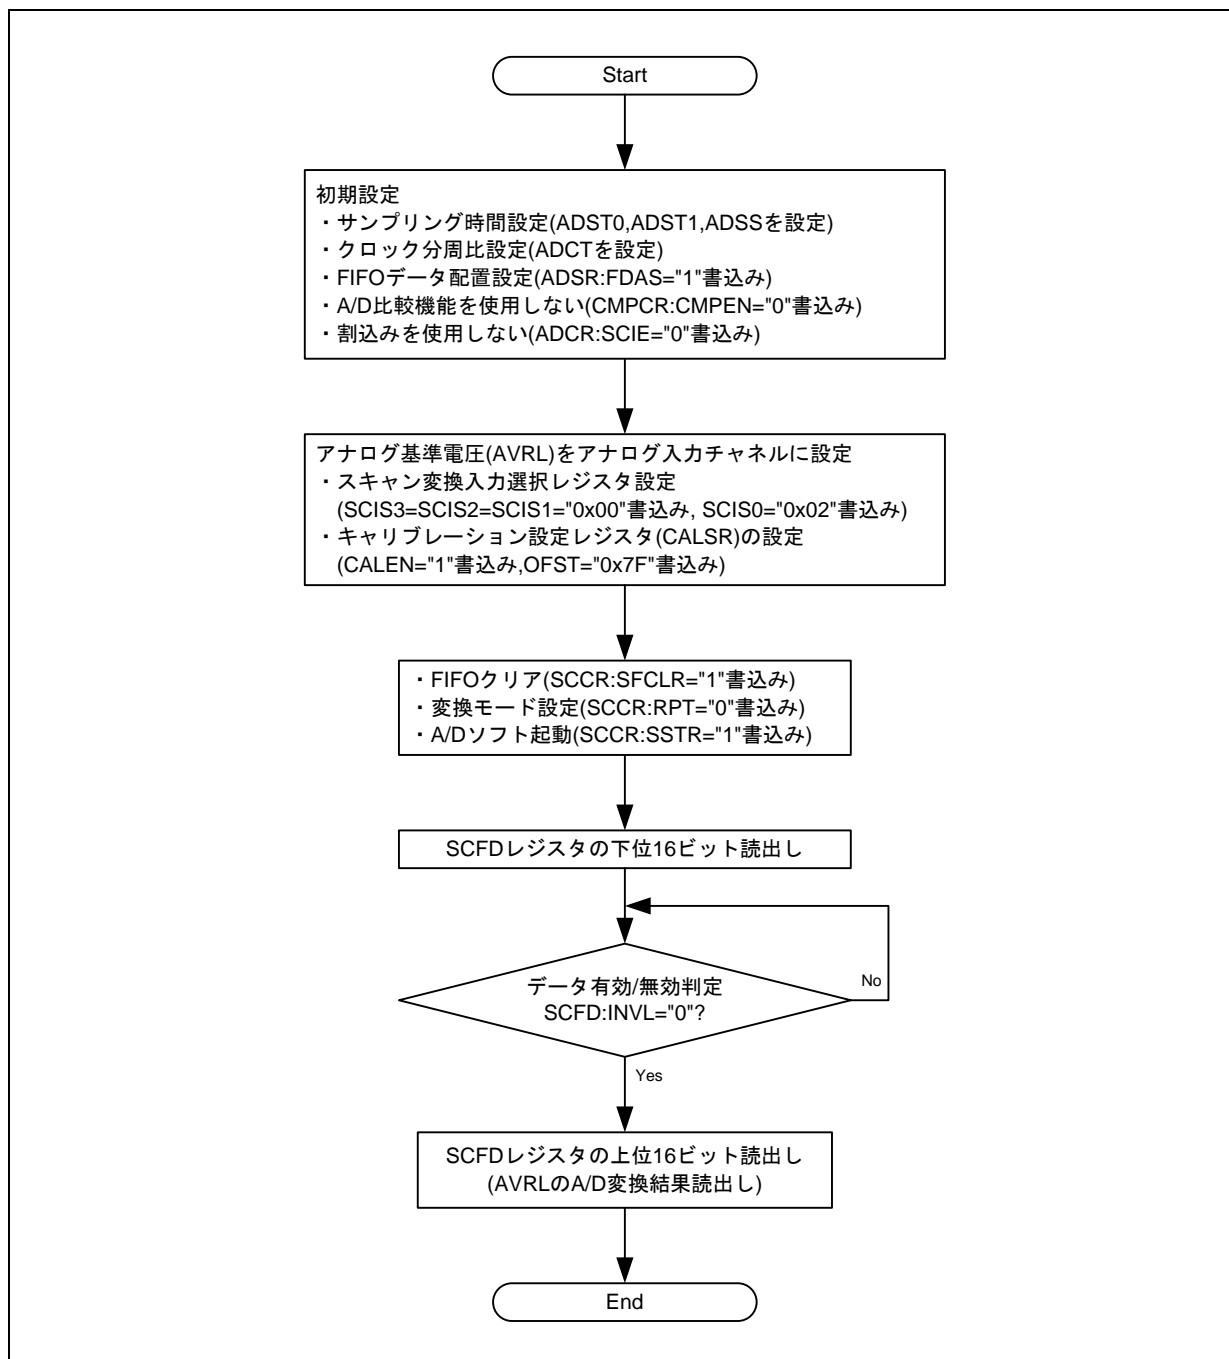 Start
初期設定
・サンプリング時間設定(ADST0,ADST1,ADSSを設定)
・クロック分周比設定(ADCTを設定)
・FIFOデータ配置設定(ADSR:FDAS="1"書込み)
・A/D比較機能を使用しない(CMPCR:CMPEN="0"書込み)
・割込みを使用しない(ADCR:SCIE="0"書込み)
アナログ基準電圧(AVRL)をアナログ入力チャネルに設定
・スキャン変換入力選択レジスタ設定
(SCIS3=SCIS2=SCIS1="0x00"書込み, SCIS0="0x02"書込み)
・キャリブレーション設定レジスタ(CALSR)の設定
(CALEN="1"書込み,OFST="0x7F"書込み)
・FIFOクリア(SCCR:SFCLR="1"書込み)
・変換モード設定(SCCR:RPT="0"書込み)
・A/Dソフト起動(SCCR:SSTR="1"書込み)
SCFDレジスタの下位16ビット読出し
データ有効/無効判定
SCFD:INVL="0"?
No
Yes
SCFDレジスタの上位16ビット読出し
(AVRLのA/D変換結果読出し)
End